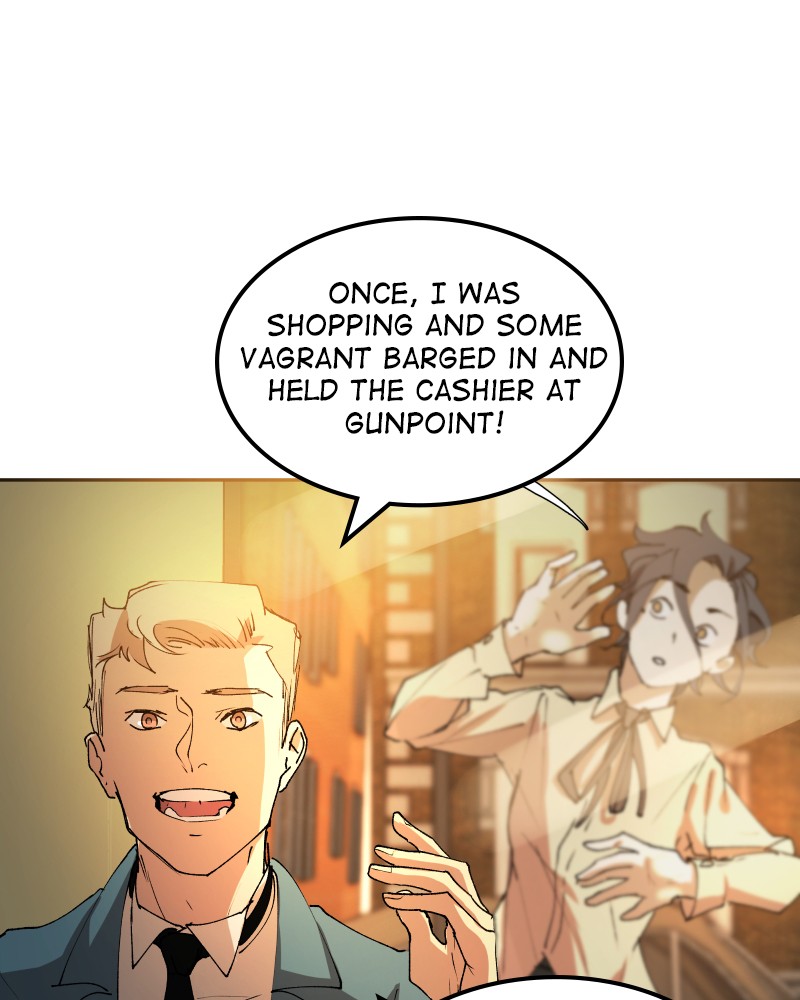 ONCE, I WAS
SHOPPING AND SOME
VAGRANT BARGED IN AND
HELD THE CASHIER AT
GUNPOINT!